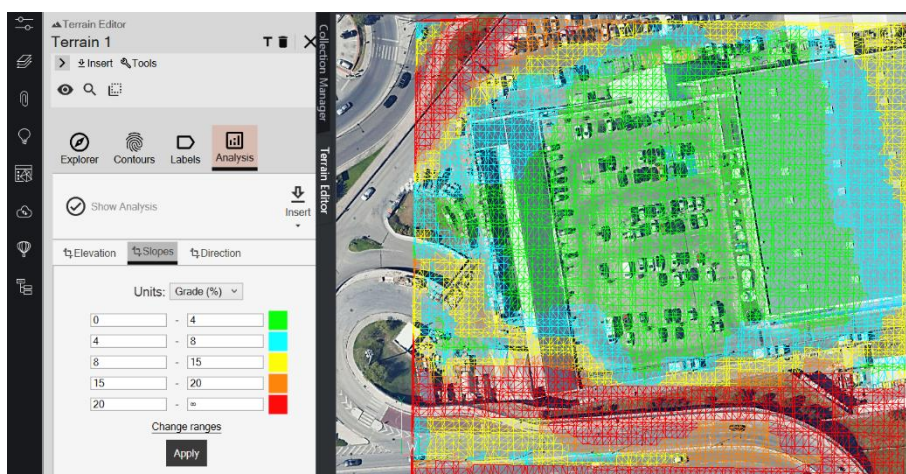 Terrain Editor
Terrain 1
T
Insert Tools
Explorer Contours Labels Analysis
Show Analysis
Insert
Elevation Slopes Direction
Units: Grade (%)
0 - 4
4 - 8
8 - 15
15 - 20
20 - ∞
Change ranges
Apply
Collection Manager
Terrain Editor